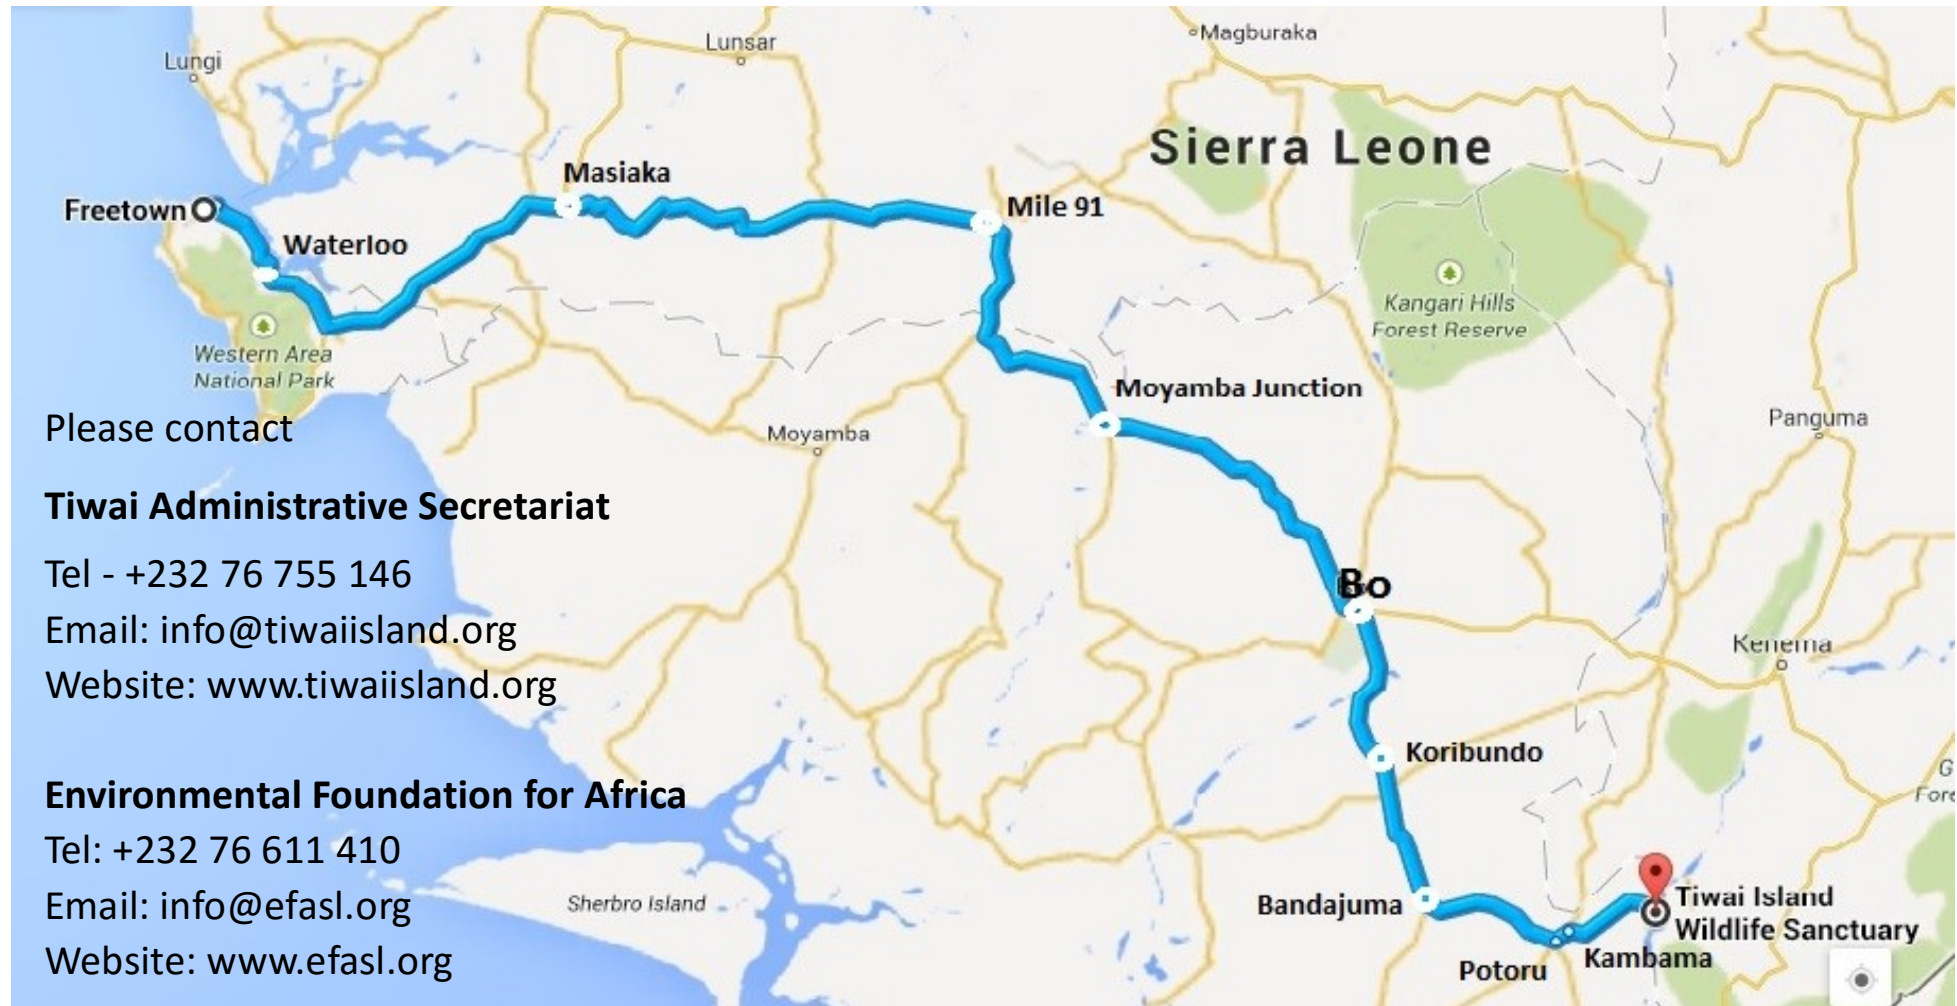 Lungi
Lunsar
Magburaka
Sierra Leone
Masiaka
Freetown
Mile 91
Waterloo
Kangari Hills
Forest Reserve
Western Area
National Park
Moyamba Junction
Please contact
Moyamba
Panguma
Tiwai Administrative Secretariat
Tel - +232 76 755 146
Email: info@tiwaiisland.org
Website: www.tiwaiisland.org
Bo
Kenema
Koribundo
G
Fore
Environmental Foundation for Africa
Tel: +232 76 611 410
Email: info@efasl.org
Website: www.efasl.org
Sherbro Island
Bandajuma
Tiwai Island
Wildlife Sanctuary
Potoru
Kambama